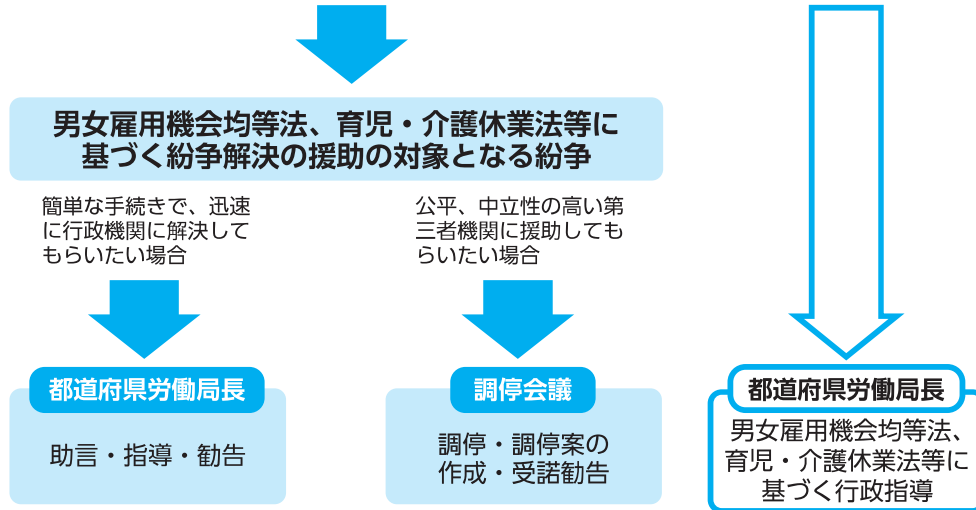 男女雇用機会均等法、育児・介護休業法等に
基づく紛争解決の援助の対象となる紛争
簡単な手続きで、迅速
に行政機関に解決して
もらいたい場合
公平、中立性の高い第
三者機関に援助しても
らいたい場合
都道府県労働局長
助言・指導・勧告
調停会議
調停・調停案の
作成・受諾勧告
都道府県労働局長
男女雇用機会均等法、
育児・介護休業法等に
基づく行政指導